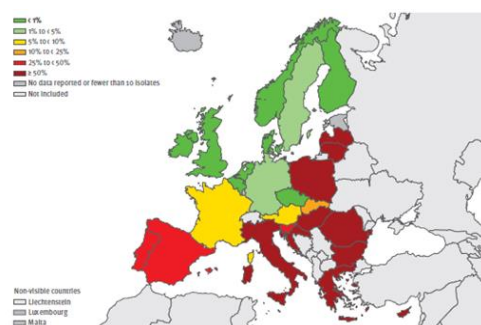 < 1%
1% to < 5%
5% to < 10%
10% to < 25%
25% to < 50%
≥ 50%
No data reported or fewer than 10 isolates
Not included
Non-visible countries
Liechtenstein
Luxembourg
Malta